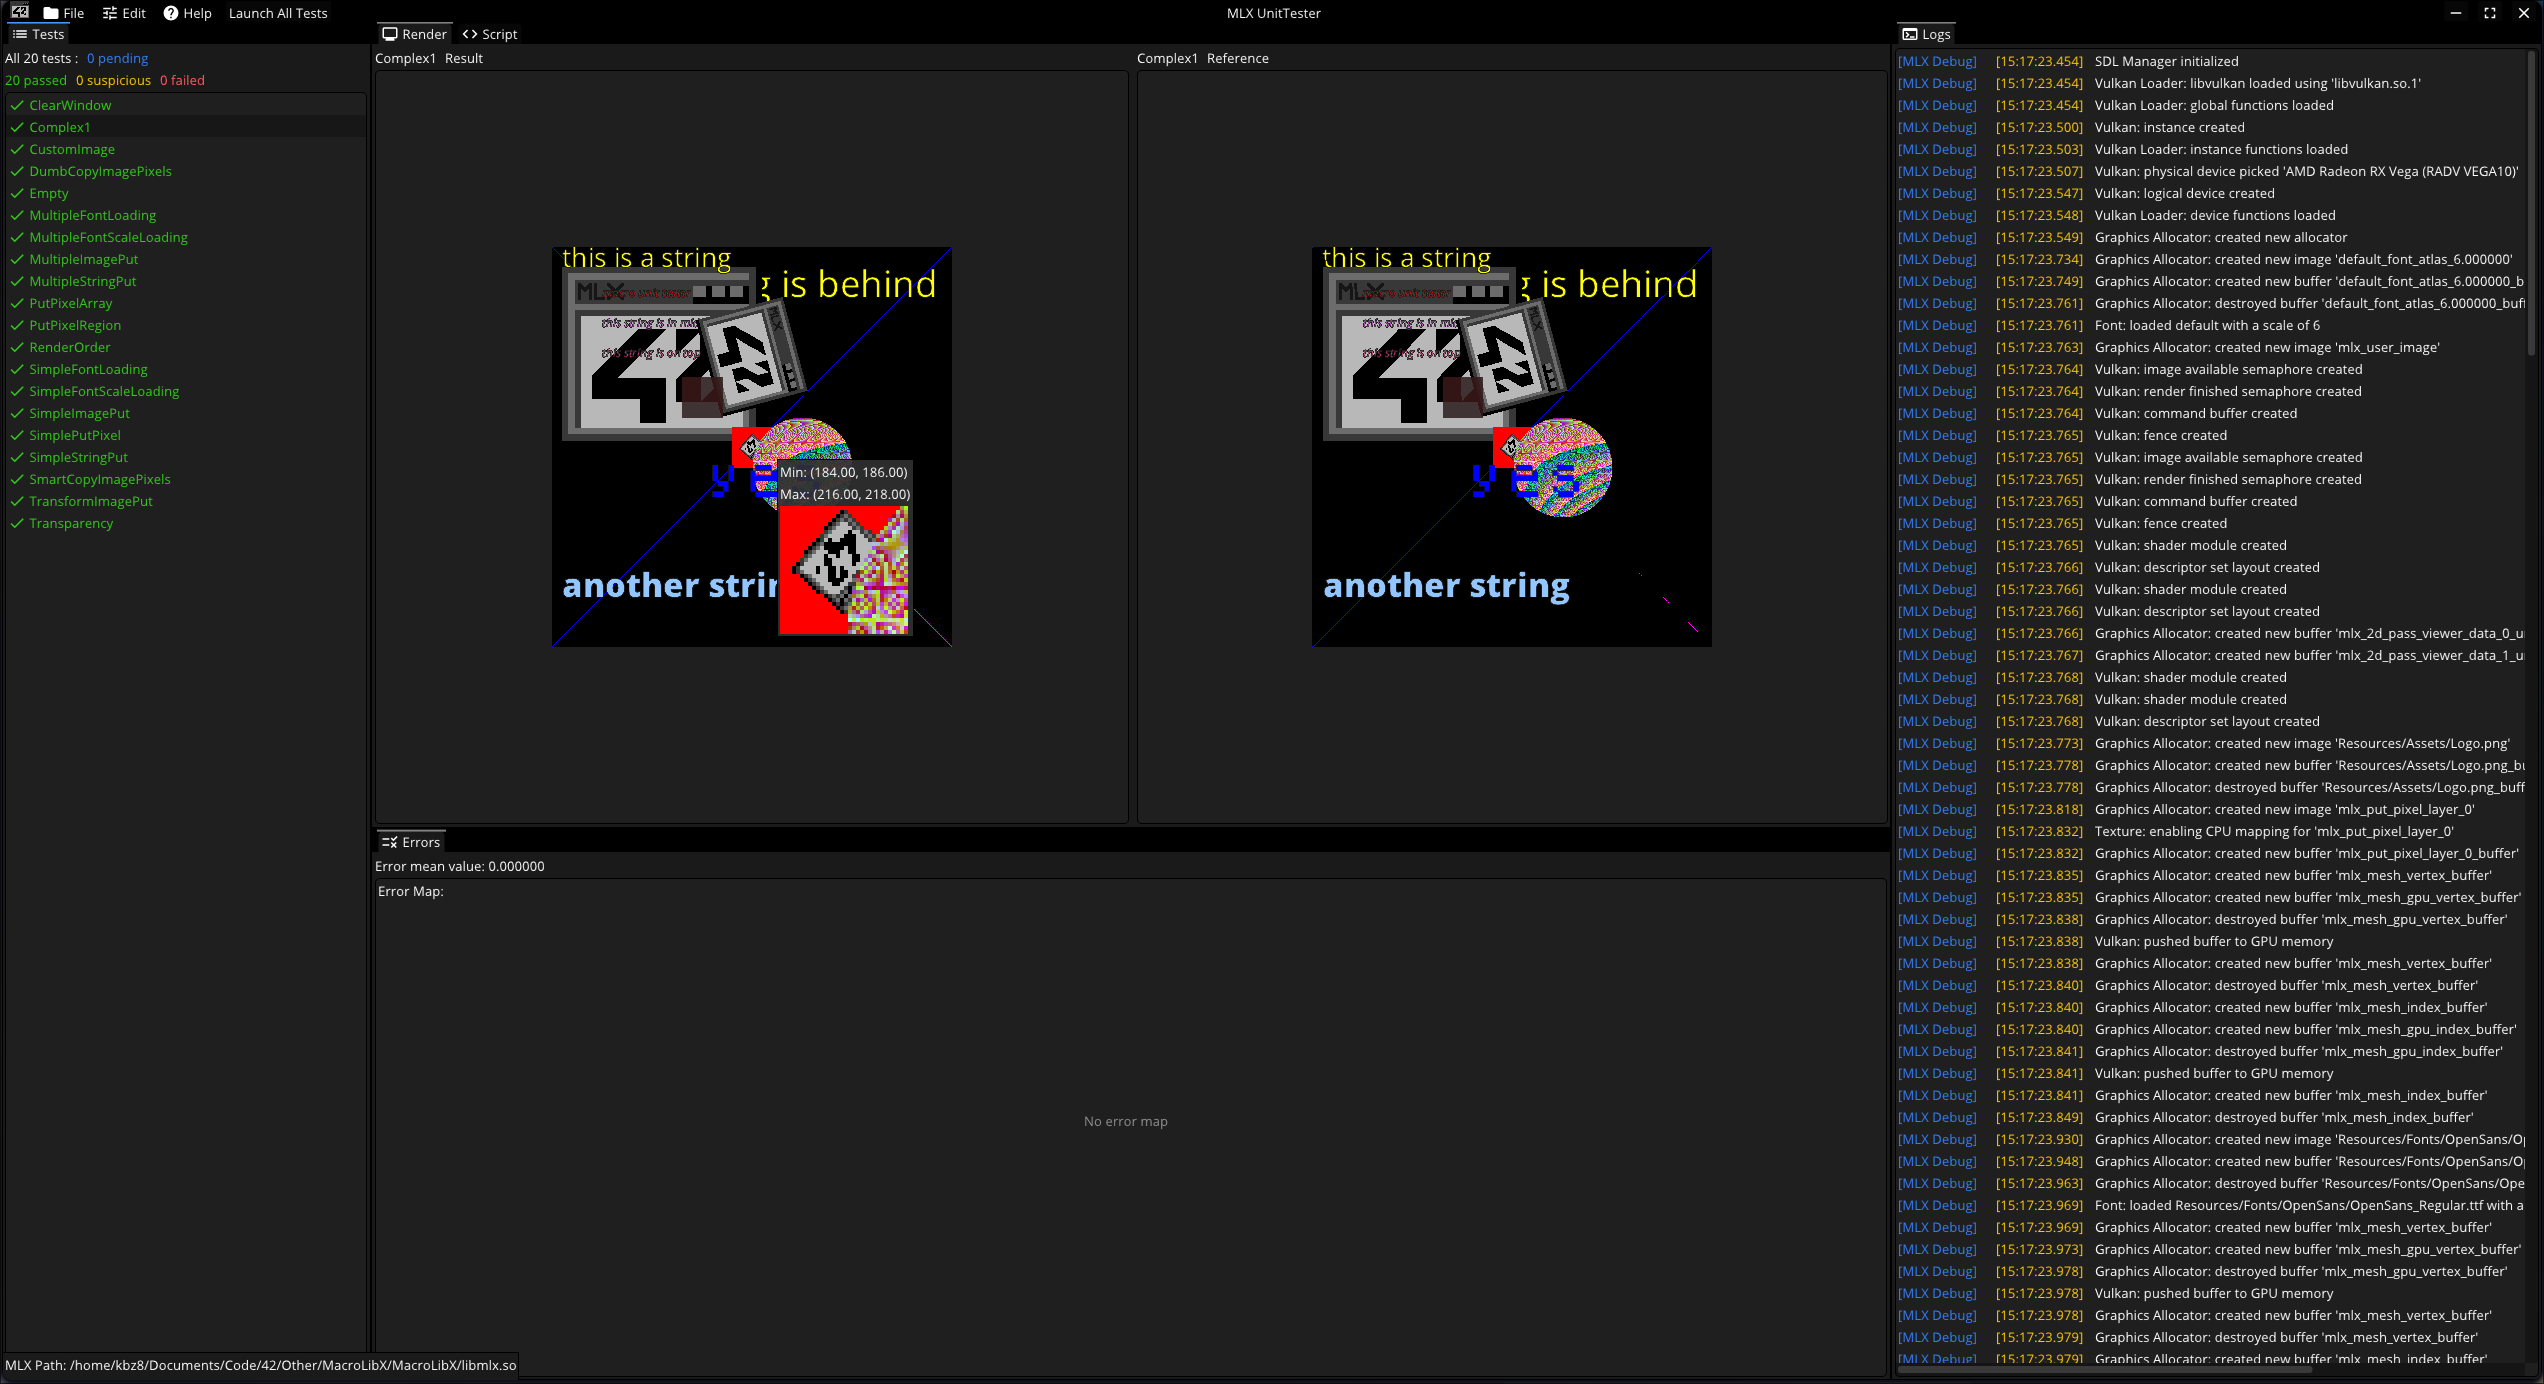 File Edit Help Launch All Tests MLX UnitTester
Tests
All 20 tests : 0 pending
20 passed 0 suspicious 0 failed
ClearWindow
Complex1
CustomImage
DumbCopyImagePixels
Empty
MultipleFontLoading
MultipleFontScaleLoading
MultipleImagePut
MultipleStringPut
PutPixelArray
PutPixelRegion
RenderOrder
SimpleFontLoading
SimpleFontScaleLoading
SimpleImagePut
SimplePutPixel
SimpleStringPut
SmartCopyImagePixels
TransformImagePut
Transparency
MLX Path: /home/kbz8/Documents/Code/42/Other/MacroLibX/MacroLibX/libmlx.so
Render Script
Complex1 Result
this is a string
g is behind
MLX
this string is in
this string is on top
42
42
y e
Min: (184.00, 186.00)
Max: (216.00, 218.00)
another strin
Complex1 Reference
this is a string
g is behind
MLX
this string is in
this string is on top
42
42
y e s
another string
Errors
Error mean value: 0.000000
Error Map:
No error map
Logs
[MLX Debug] [15:17:23.454] SDL Manager initialized
[MLX Debug] [15:17:23.454] Vulkan Loader: libvulkan loaded using 'libvulkan.so.1'
[MLX Debug] [15:17:23.454] Vulkan Loader: global functions loaded
[MLX Debug] [15:17:23.500] Vulkan: instance created
[MLX Debug] [15:17:23.503] Vulkan Loader: instance functions loaded
[MLX Debug] [15:17:23.507] Vulkan: physical device picked 'AMD Radeon RX Vega (RADV VEGA10)'
[MLX Debug] [15:17:23.547] Vulkan: logical device created
[MLX Debug] [15:17:23.548] Vulkan Loader: device functions loaded
[MLX Debug] [15:17:23.549] Graphics Allocator: created new allocator
[MLX Debug] [15:17:23.734] Graphics Allocator: created new image 'default_font_atlas_6.000000'
[MLX Debug] [15:17:23.749] Graphics Allocator: created new buffer 'default_font_atlas_6.000000_b
[MLX Debug] [15:17:23.761] Graphics Allocator: destroyed buffer 'default_font_atlas_6.000000_buff
[MLX Debug] [15:17:23.761] Font: loaded default with a scale of 6
[MLX Debug] [15:17:23.763] Graphics Allocator: created new image 'mlx_user_image'
[MLX Debug] [15:17:23.764] Vulkan: image available semaphore created
[MLX Debug] [15:17:23.764] Vulkan: render finished semaphore created
[MLX Debug] [15:17:23.764] Vulkan: command buffer created
[MLX Debug] [15:17:23.765] Vulkan: fence created
[MLX Debug] [15:17:23.765] Vulkan: image available semaphore created
[MLX Debug] [15:17:23.765] Vulkan: render finished semaphore created
[MLX Debug] [15:17:23.765] Vulkan: command buffer created
[MLX Debug] [15:17:23.765] Vulkan: fence created
[MLX Debug] [15:17:23.765] Vulkan: shader module created
[MLX Debug] [15:17:23.766] Vulkan: descriptor set layout created
[MLX Debug] [15:17:23.766] Vulkan: shader module created
[MLX Debug] [15:17:23.766] Vulkan: descriptor set layout created
[MLX Debug] [15:17:23.766] Graphics Allocator: created new buffer 'mlx_2d_pass_viewer_data_0_u
[MLX Debug] [15:17:23.767] Graphics Allocator: created new buffer 'mlx_2d_pass_viewer_data_1_u
[MLX Debug] [15:17:23.768] Vulkan: shader module created
[MLX Debug] [15:17:23.768] Vulkan: shader module created
[MLX Debug] [15:17:23.768] Vulkan: descriptor set layout created
[MLX Debug] [15:17:23.773] Graphics Allocator: created new image 'Resources/Assets/Logo.png'
[MLX Debug] [15:17:23.778] Graphics Allocator: created new buffer 'Resources/Assets/Logo.png_bu
[MLX Debug] [15:17:23.778] Graphics Allocator: destroyed buffer 'Resources/Assets/Logo.png_buff
[MLX Debug] [15:17:23.818] Graphics Allocator: created new image 'mlx_put_pixel_layer_0'
[MLX Debug] [15:17:23.832] Texture: enabling CPU mapping for 'mlx_put_pixel_layer_0'
[MLX Debug] [15:17:23.832] Graphics Allocator: created new buffer 'mlx_put_pixel_layer_0_buffer'
[MLX Debug] [15:17:23.835] Graphics Allocator: created new buffer 'mlx_mesh_vertex_buffer'
[MLX Debug] [15:17:23.835] Graphics Allocator: created new buffer 'mlx_mesh_gpu_vertex_buffer'
[MLX Debug] [15:17:23.838] Graphics Allocator: destroyed buffer 'mlx_mesh_gpu_vertex_buffer'
[MLX Debug] [15:17:23.838] Vulkan: pushed buffer to GPU memory
[MLX Debug] [15:17:23.838] Graphics Allocator: created new buffer 'mlx_mesh_vertex_buffer'
[MLX Debug] [15:17:23.840] Graphics Allocator: destroyed buffer 'mlx_mesh_vertex_buffer'
[MLX Debug] [15:17:23.840] Graphics Allocator: created new buffer 'mlx_mesh_index_buffer'
[MLX Debug] [15:17:23.840] Graphics Allocator: created new buffer 'mlx_mesh_gpu_index_buffer'
[MLX Debug] [15:17:23.841] Graphics Allocator: destroyed buffer 'mlx_mesh_gpu_index_buffer'
[MLX Debug] [15:17:23.841] Vulkan: pushed buffer to GPU memory
[MLX Debug] [15:17:23.841] Graphics Allocator: created new buffer 'mlx_mesh_index_buffer'
[MLX Debug] [15:17:23.849] Graphics Allocator: destroyed buffer 'mlx_mesh_index_buffer'
[MLX Debug] [15:17:23.930] Graphics Allocator: created new image 'Resources/Fonts/OpenSans/Op
[MLX Debug] [15:17:23.948] Graphics Allocator: created new buffer 'Resources/Fonts/OpenSans/O
[MLX Debug] [15:17:23.963] Graphics Allocator: destroyed buffer 'Resources/Fonts/OpenSans/Ope
[MLX Debug] [15:17:23.969] Font: loaded Resources/Fonts/OpenSans/OpenSans_Regular.ttf with a
[MLX Debug] [15:17:23.969] Graphics Allocator: created new buffer 'mlx_mesh_vertex_buffer'
[MLX Debug] [15:17:23.973] Graphics Allocator: created new buffer 'mlx_mesh_gpu_vertex_buffer'
[MLX Debug] [15:17:23.978] Graphics Allocator: destroyed buffer 'mlx_mesh_gpu_vertex_buffer'
[MLX Debug] [15:17:23.978] Vulkan: pushed buffer to GPU memory
[MLX Debug] [15:17:23.978] Graphics Allocator: created new buffer 'mlx_mesh_vertex_buffer'
[MLX Debug] [15:17:23.979] Graphics Allocator: destroyed buffer 'mlx_mesh_vertex_buffer'
[MLX Debug] [15:17:23.979] Graphics Allocator: created new buffer 'mlx_mesh_index_buffer'